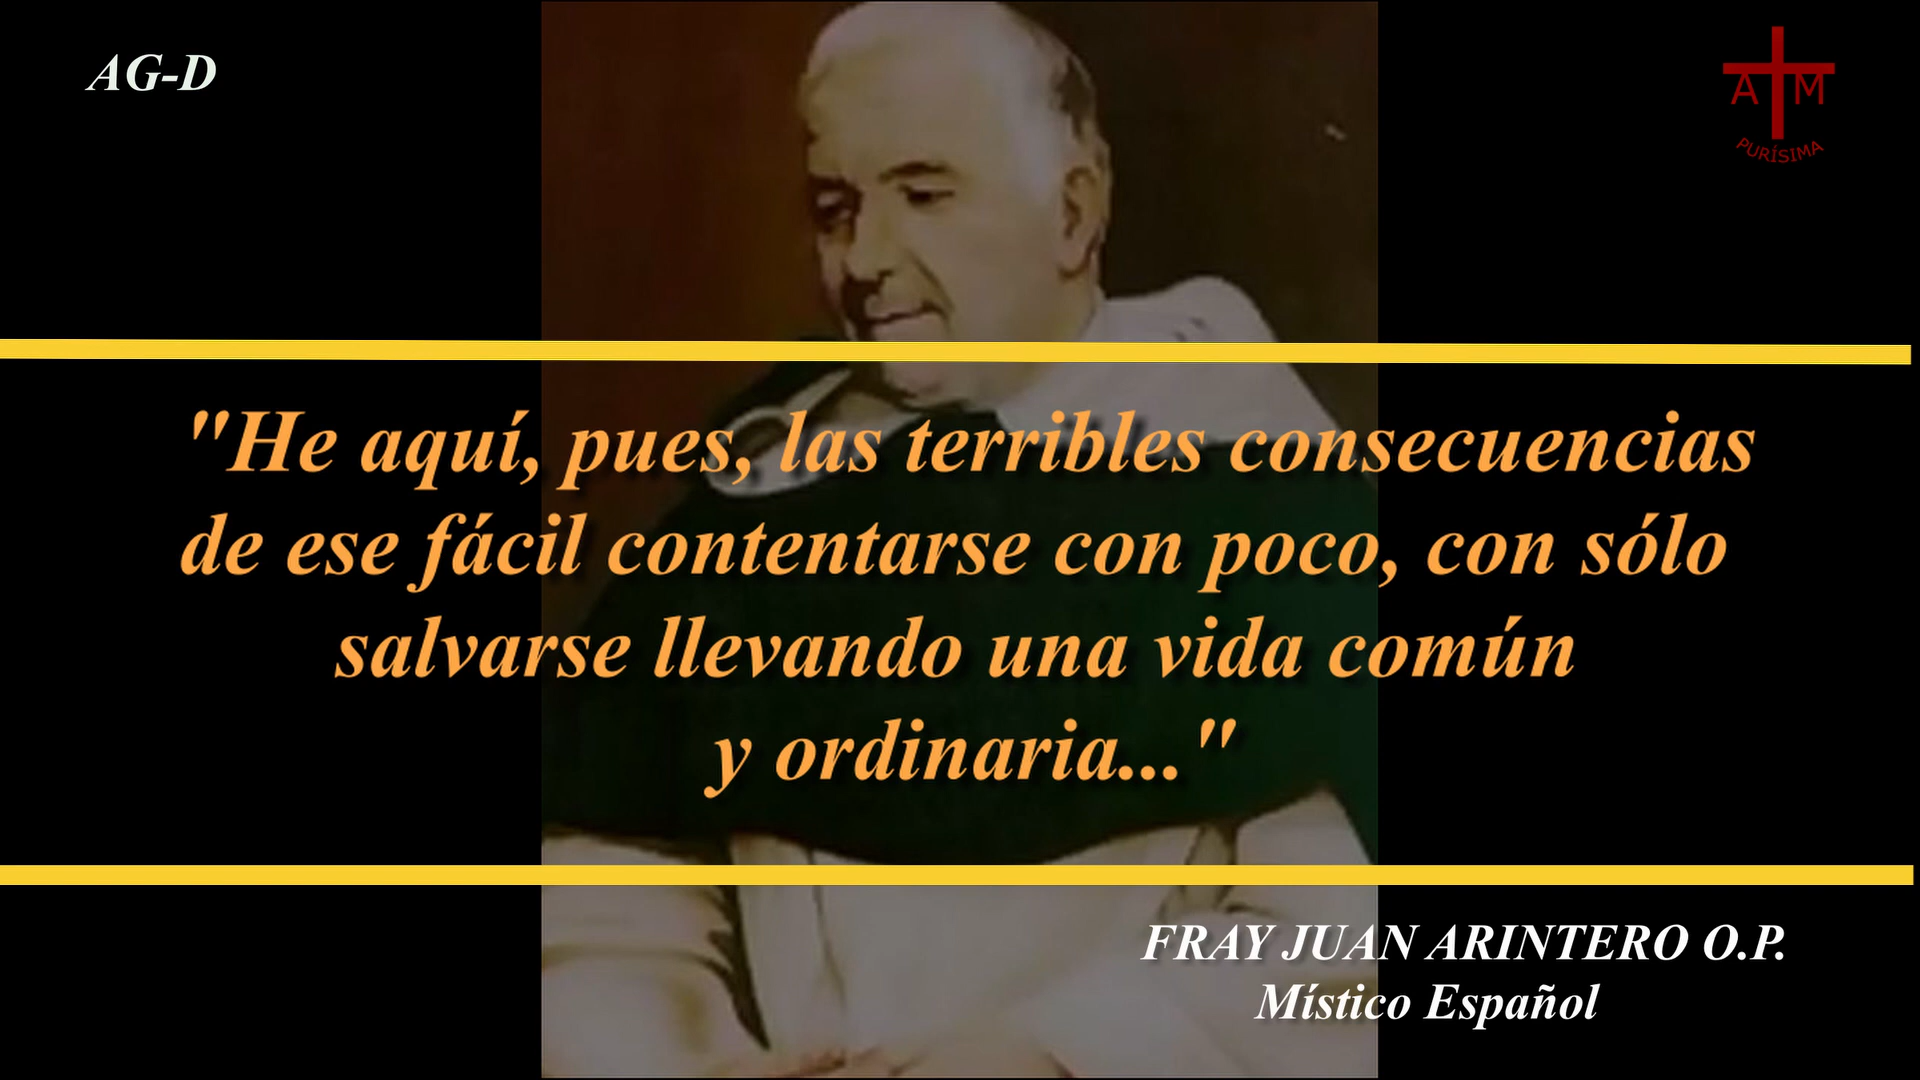 AG-D
A M
PURÍSIMA
"He aquí, pues, las terribles consecuencias
de ese fácil contentarse con poco, con sólo
salvarse llevando una vida común
y ordinaria..."
FRAY JUAN ARINTERO O.P.
Místico Español